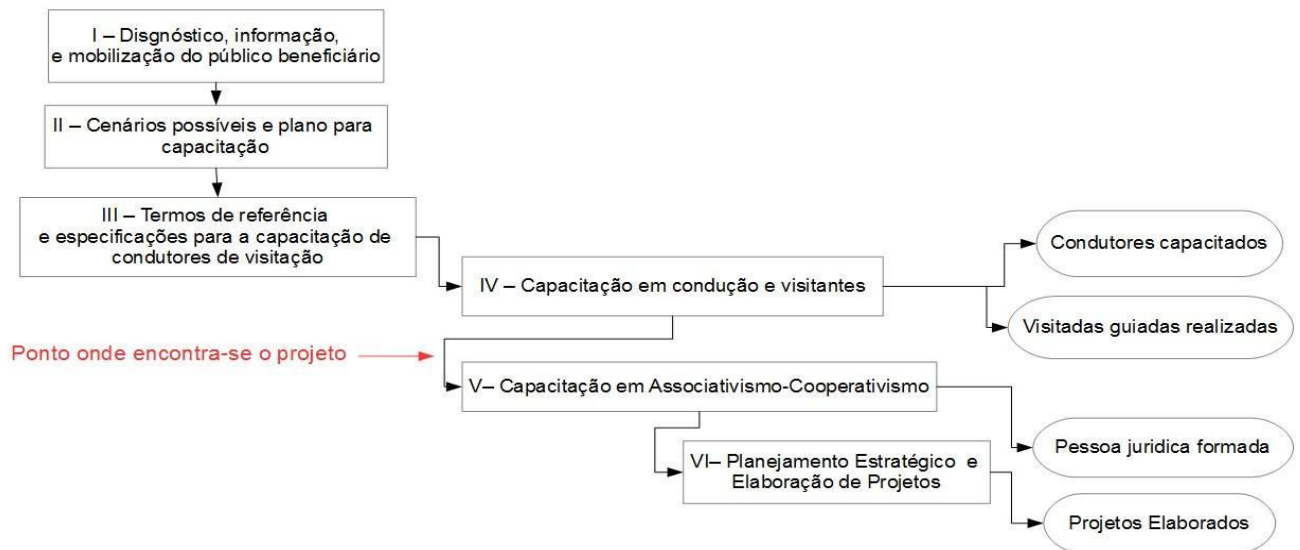 I – Disgnóstico, informação,
e mobilização do público beneficiário
II – Cenários possíveis e plano para
capacitação
III – Termos de referência
e especificações para a capacitação de
condutores de visitação
Condutores capacitados
IV – Capacitação em condução e visitantes
Visitadas guiadas realizadas
Ponto onde encontra-se o projeto
V– Capacitação em Associativismo-Cooperativismo
Pessoa juridica formada
VI– Planejamento Estratégico e
Elaboração de Projetos
Projetos Elaborados